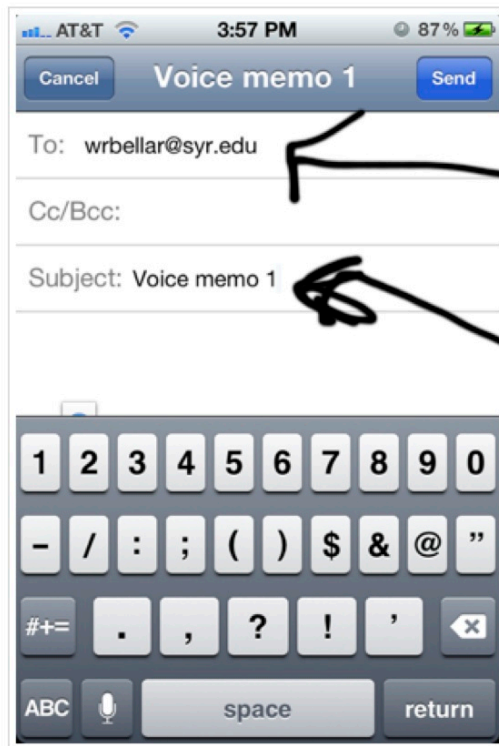 AT&T 3:57 PM 87%
Cancel Voice memo 1 Send
To: wrbellar@syr.edu
Cc/Bcc:
Subject: Voice memo 1
1 2 3 4 5 6 7 8 9 0
- / : ; ( ) $ & @ ”
#+= . , ? ! ’
ABC space return